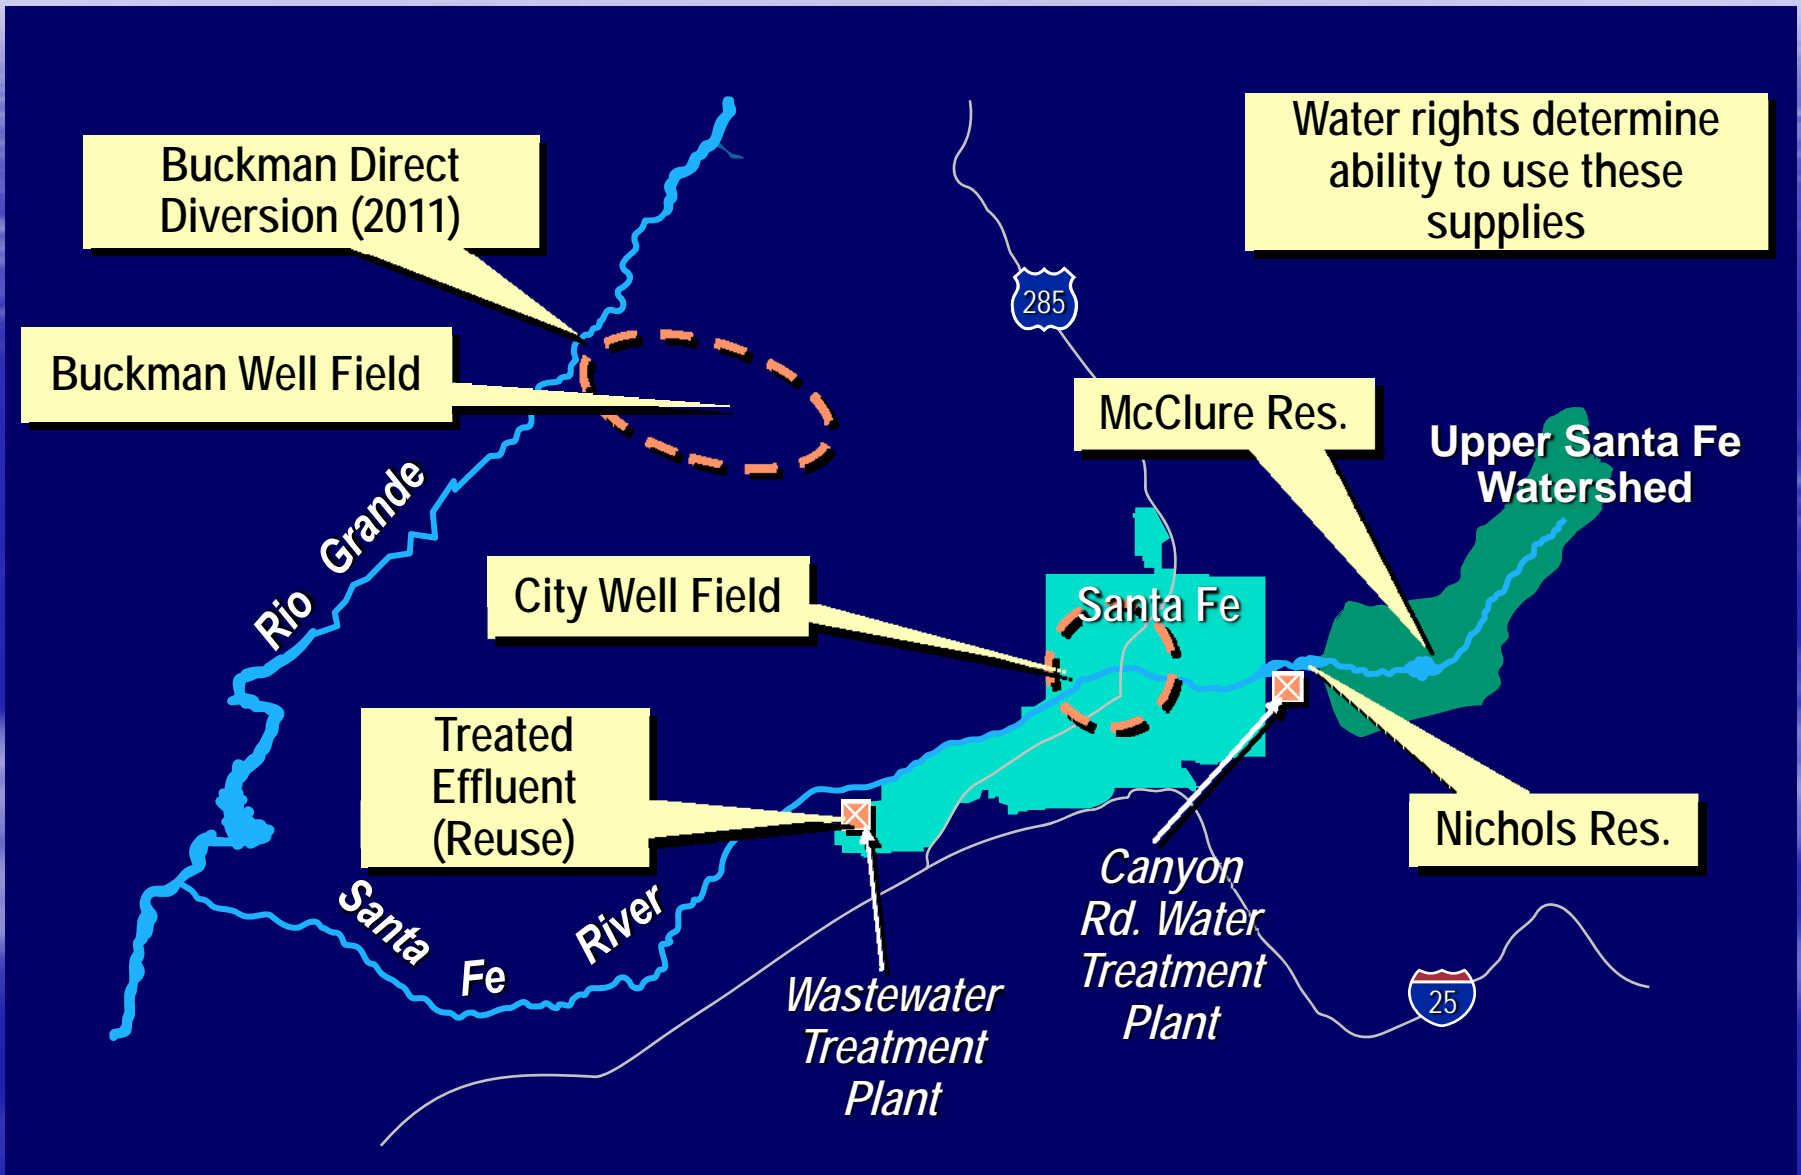 Buckman Direct
Diversion (2011)
Water rights determine
ability to use these
supplies
285
Buckman Well Field
McClure Res.
Upper Santa Fe
Watershed
Rio Grande
City Well Field
Santa Fe
Treated
Effluent
(Reuse)
Nichols Res.
Santa Fe River
Canyon
Rd. Water
Treatment
Plant
Wastewater
Treatment
Plant
25